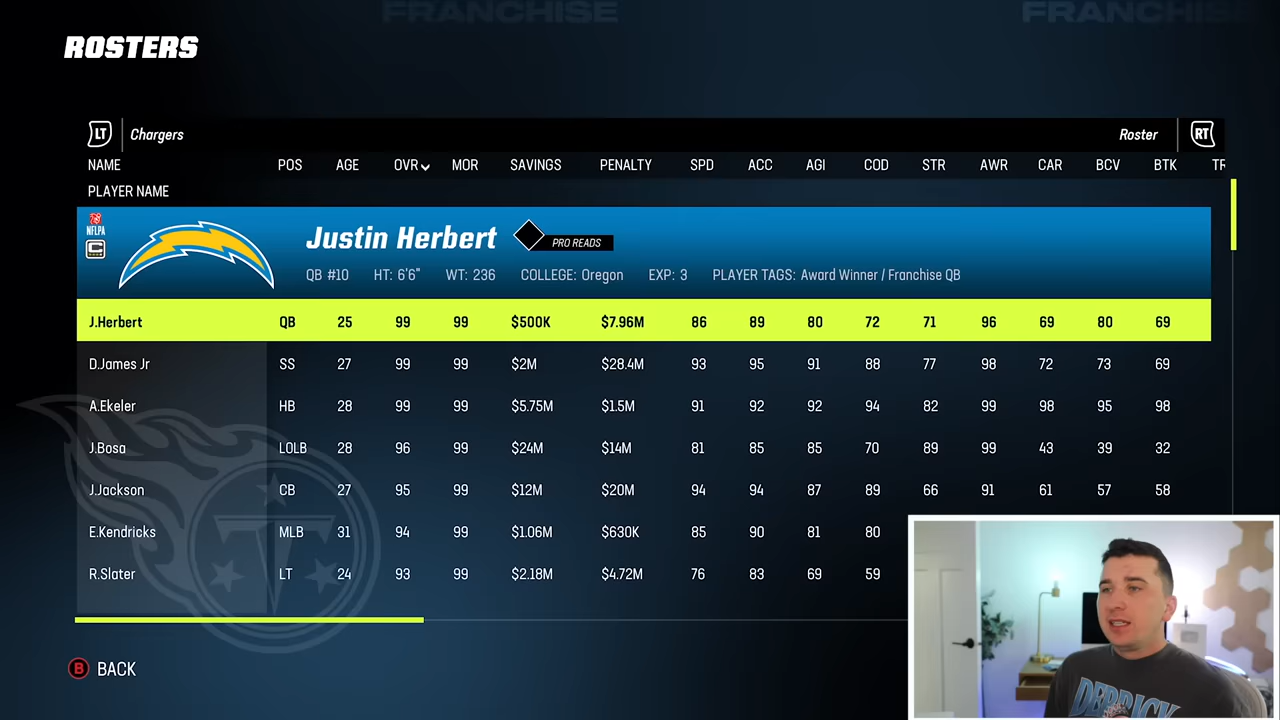 FRANCHISE FRANCHISE
ROSTERS
LT Chargers Roster RT
NAME POS AGE OVR MOR SAVINGS PENALTY SPD ACC AGI COD STR AWR CAR BCV BTK TR
PLAYER NAME
NFLPA
C
Justin Herbert PRO READS
QB #10 HT: 6'6" WT: 236 COLLEGE: Oregon EXP: 3 PLAYER TAGS: Award Winner / Franchise QB
J.Herbert QB 25 99 99 $500K $7.96M 86 89 80 72 71 96 69 80 69
D.James Jr SS 27 99 99 $2M $28.4M 93 95 91 88 77 98 72 73 69
A.Ekeler HB 28 99 99 $5.75M $1.5M 91 92 92 94 82 99 98 95 98
J.Bosa LOLB 28 96 99 $24M $14M 81 85 85 70 89 99 43 39 32
J.Jackson CB 27 95 99 $12M $20M 94 94 87 89 66 91 61 57 58
E.Kendricks MLB 31 94 99 $1.06M $630K 85 90 81 80
R.Slater LT 24 93 99 $2.18M $4.72M 76 83 69 59
B BACK
DERRICK